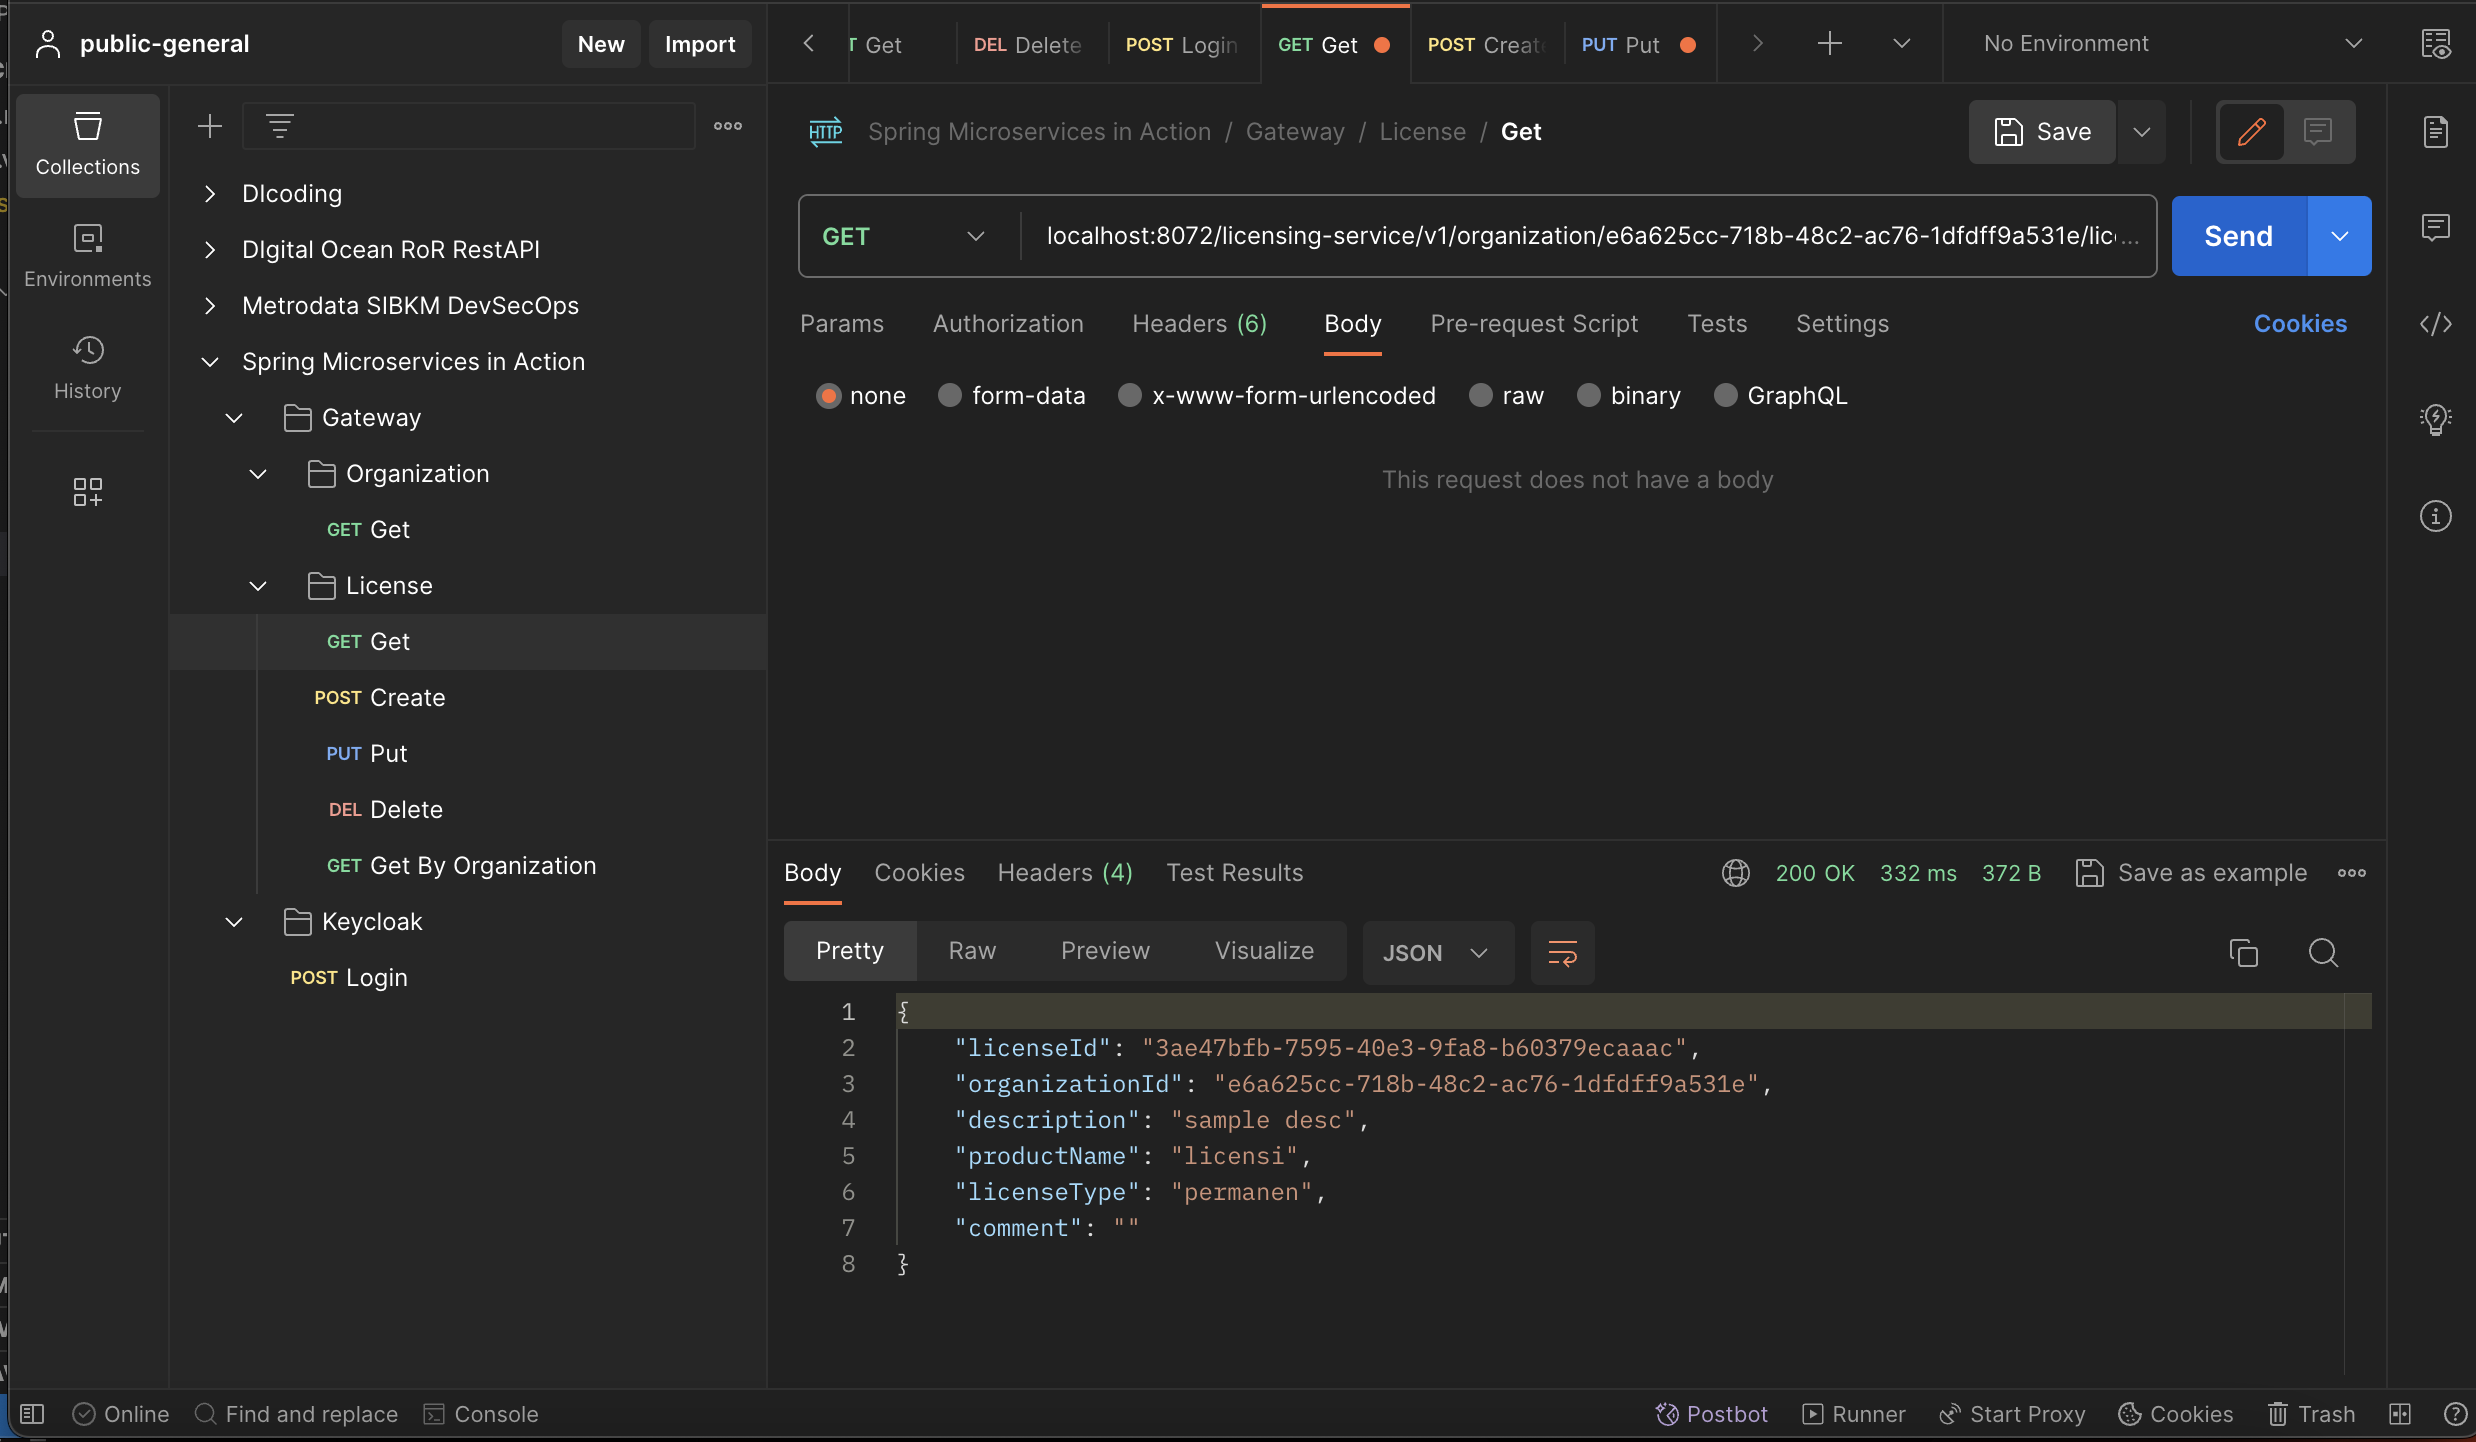 public-general
New
Import
Get
DEL Delete
POST Login
GET Get
POST Create
PUT Put
No Environment
Collections
Environments
History
DIcoding
DIgital Ocean RoR RestAPI
Metrodata SIBKM DevSecOps
Spring Microservices in Action
Gateway
Organization
GET Get
License
GET Get
POST Create
PUT Put
DEL Delete
GET Get By Organization
Keycloak
POST Login
HTTP Spring Microservices in Action / Gateway / License / Get
Save
GET
localhost:8072/licensing-service/v1/organization/e6a625cc-718b-48c2-ac76-1dfdff9a531e/lic...
Send
Params Authorization Headers (6) Body Pre-request Script Tests Settings Cookies
none form-data x-www-form-urlencoded raw binary GraphQL
This request does not have a body
Body Cookies Headers (4) Test Results
200 OK 332 ms 372 B Save as example
Pretty Raw Preview Visualize JSON
1 {
2 "licenseId": "3ae47bfb-7595-40e3-9fa8-b60379ecaaac",
3 "organizationId": "e6a625cc-718b-48c2-ac76-1dfdff9a531e",
4 "description": "sample desc",
5 "productName": "licensi",
6 "licenseType": "permanen",
7 "comment": ""
8 }
Online Find and replace Console
Postbot Runner Start Proxy Cookies Trash